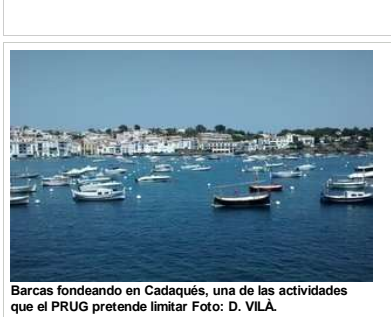 Barcas fondeando en Cadaqués, una de las actividades
que el PRUG pretende limitar Foto: D. VILÀ.